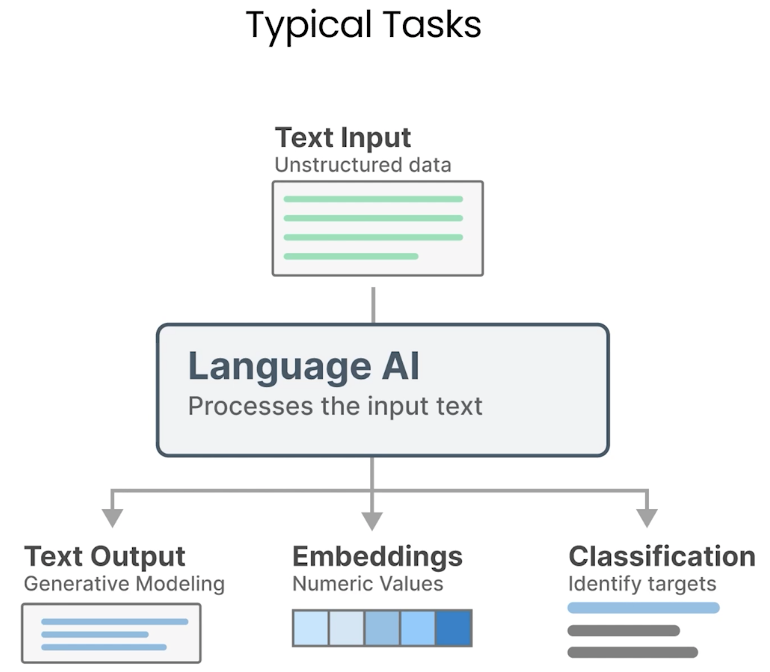 Typical Tasks
Text Input
Unstructured data
Language AI
Processes the input text
Text Output
Generative Modeling
Embeddings
Numeric Values
Classification
Identify targets